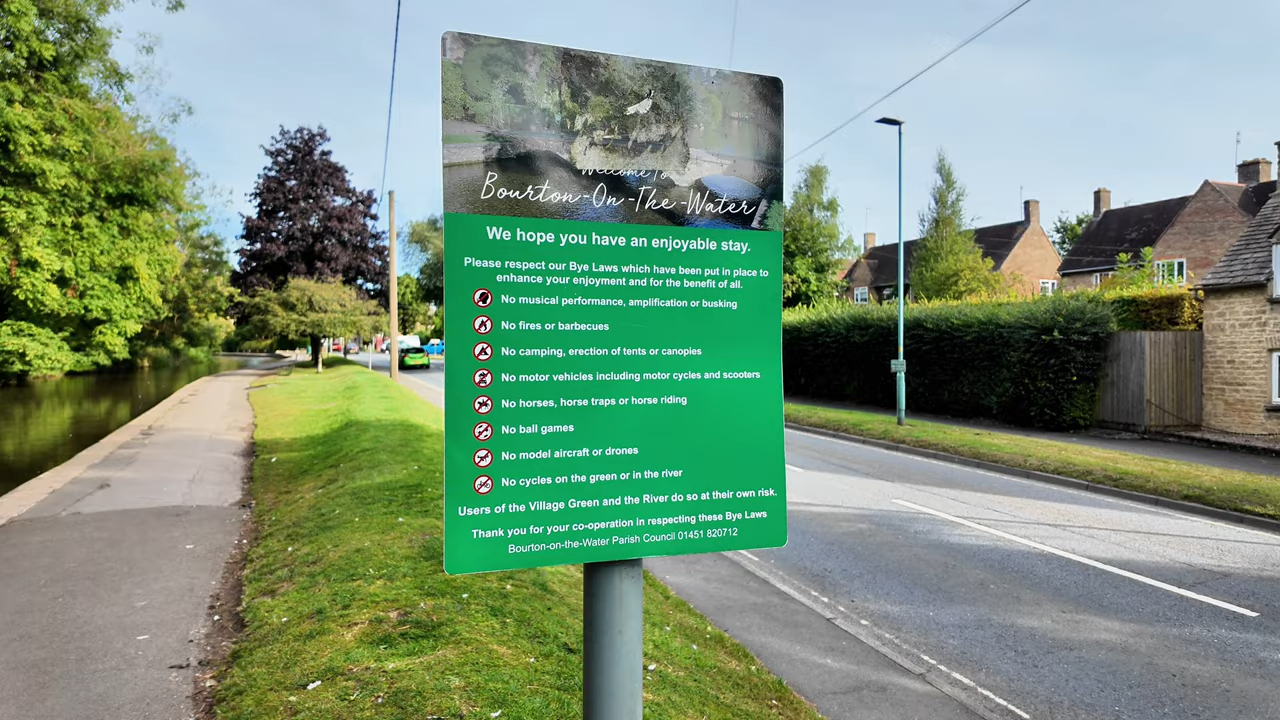 Welcome To
Bourton-On-The-Water
We hope you have an enjoyable stay.
Please respect our Bye Laws which have been put in place to
enhance your enjoyment and for the benefit of all.
No musical performance, amplification or busking
No fires or barbecues
No camping, erection of tents or canopies
No motor vehicles including motor cycles and scooters
No horses, horse traps or horse riding
No ball games
No model aircraft or drones
No cycles on the green or in the river
Users of the Village Green and the River do so at their own risk.
Thank you for your co-operation in respecting these Bye Laws
Bourton-on-the-Water Parish Council 01451 820712